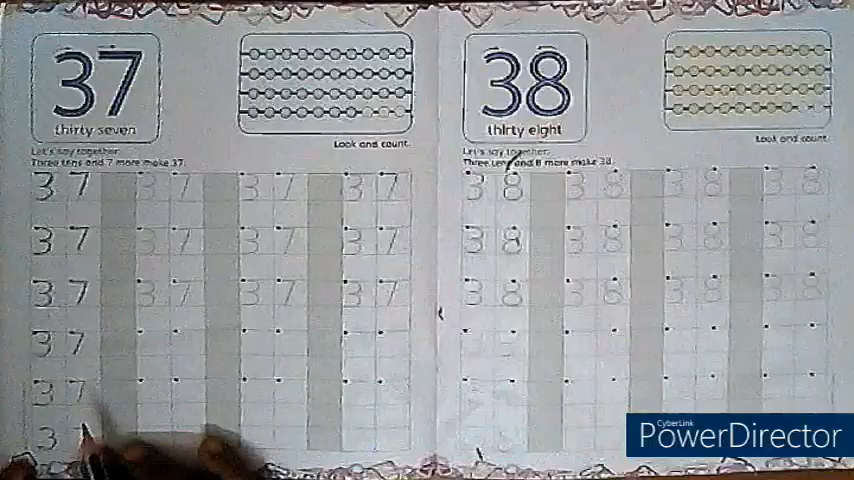 37
thirty seven
Look and count.
Let's say together:
Three tens and 7 more make 37.
37 37 37 37
37 37 37 37
37 37 37 37
37
37
3
38
thirty eight
Look and count.
Let's say together:
Three tens and 8 more make 38.
38 38 38 38
38 38 38 38
38 38 38 38
CyberLink
PowerDirector